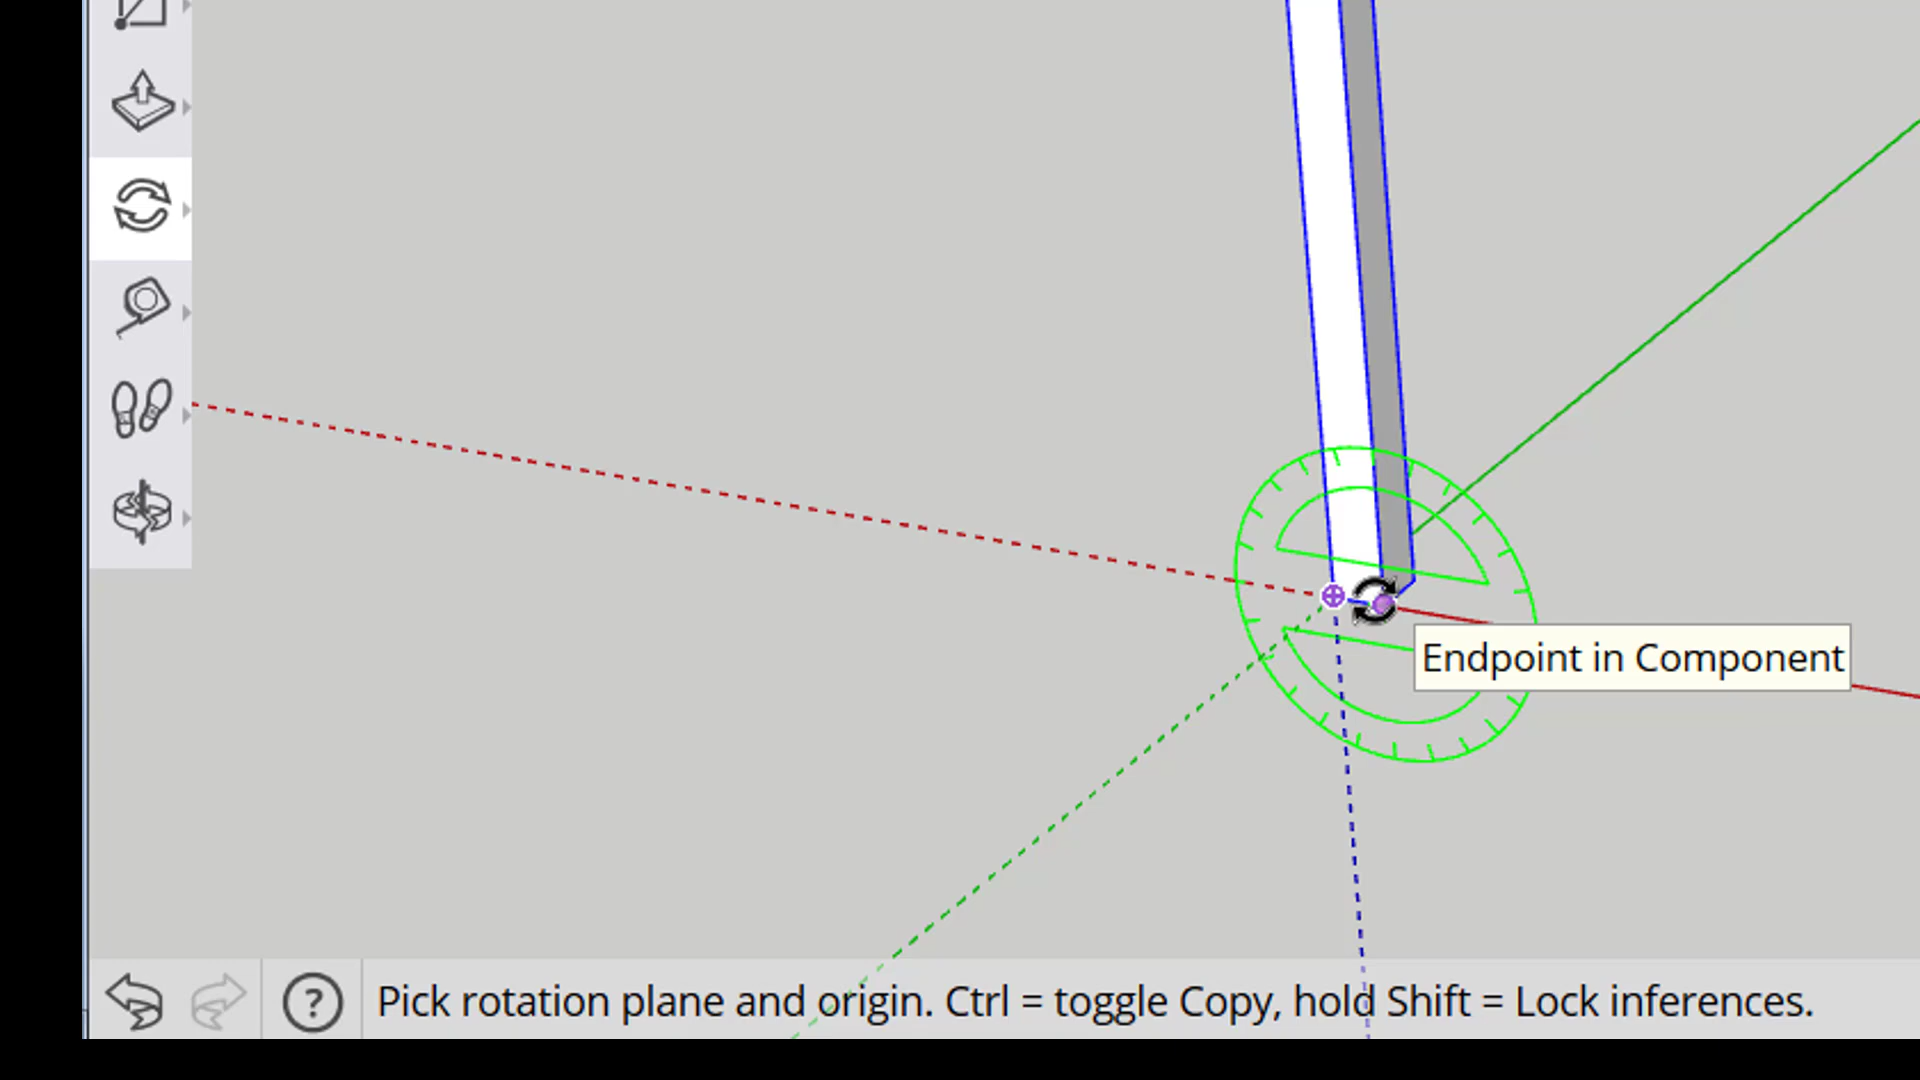 Endpoint in Component
Pick rotation plane and origin. Ctrl = toggle Copy, hold Shift = Lock inferences.